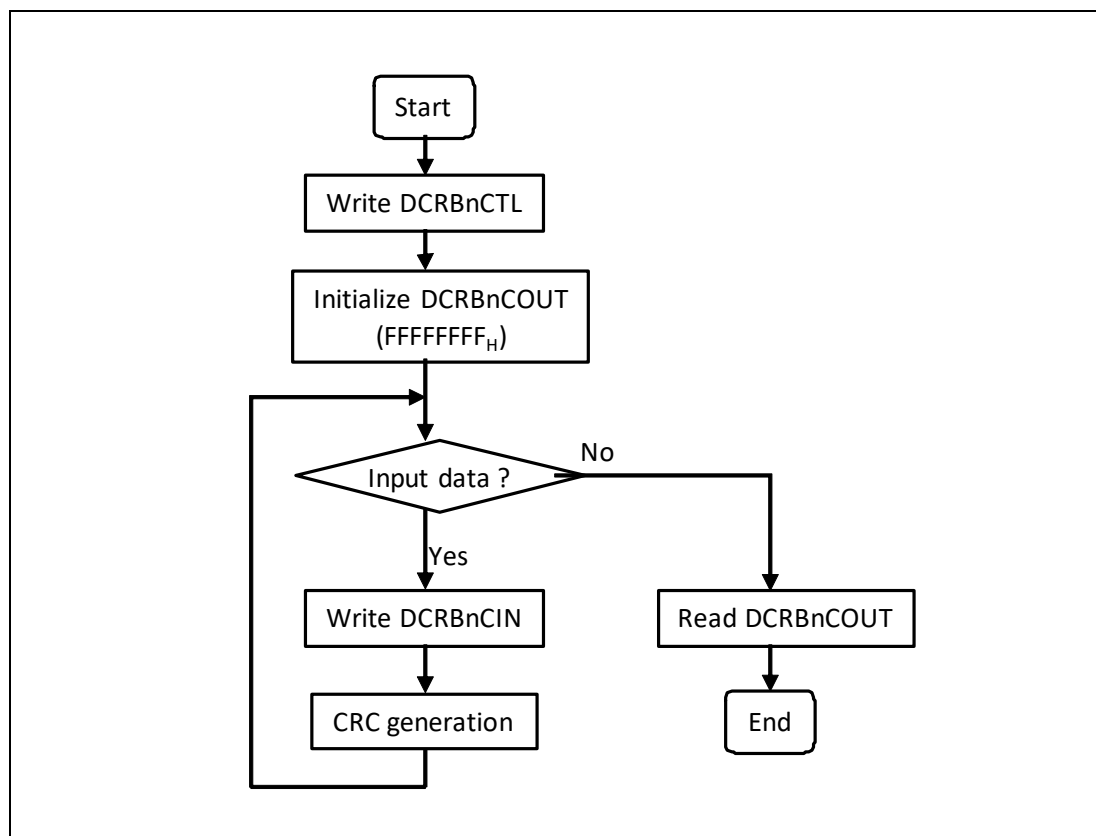 Start
Write DCRBnCTL
Initialize DCRBnCOUT
(FFFFFFFFH)
Input data ?
No
Yes
Write DCRBnCIN
Read DCRBnCOUT
CRC generation
End